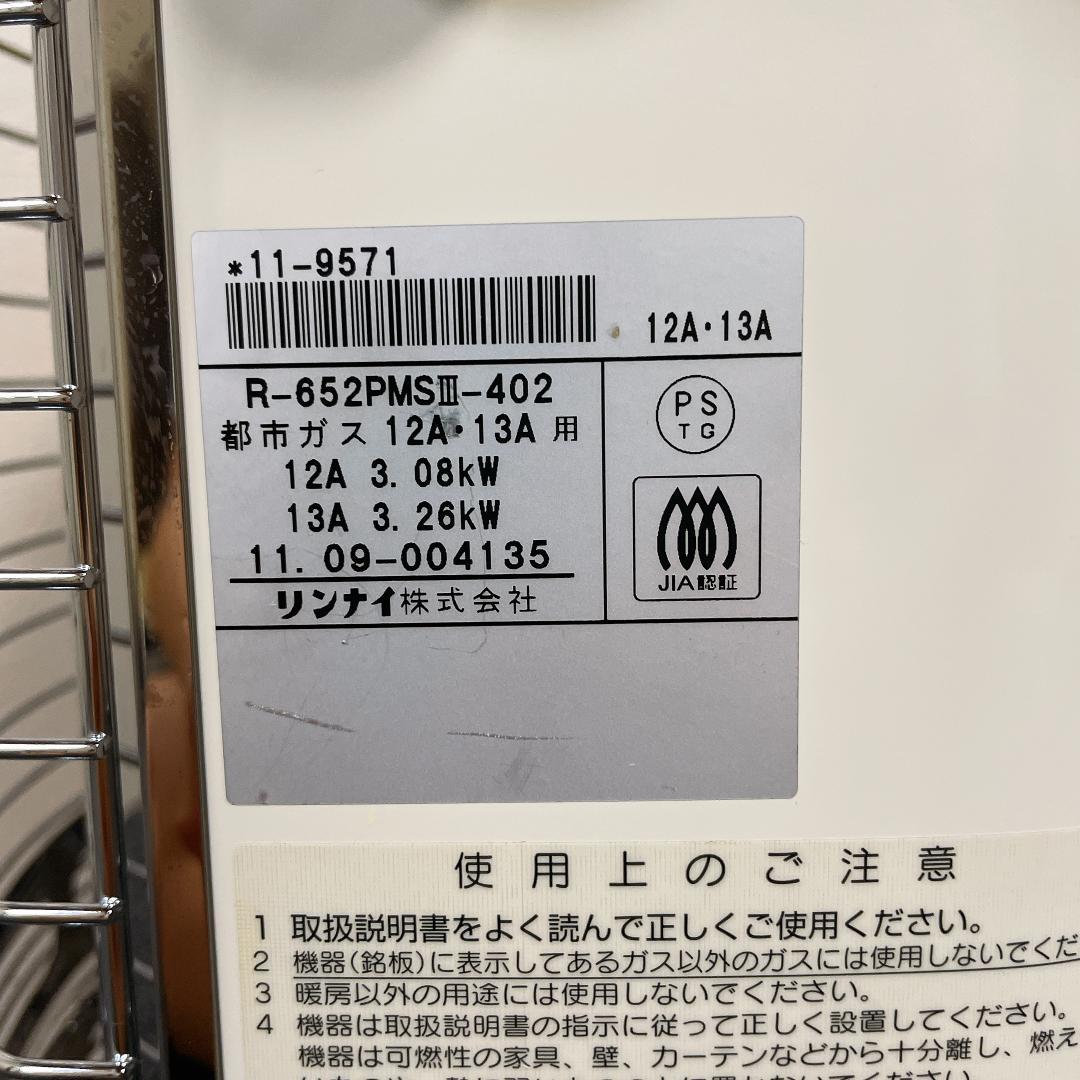 *11-9571
12A・13A
R-652PMSⅢ-402
都市ガス 12A・13A 用
12A 3.08kW
13A 3.26kW
11.09-004135
リンナイ株式会社
PS
TG
JIA認証
使用上のご注意
1 取扱説明書をよく読んで正しくご使用ください。
2 機器(銘板)に表示してあるガス以外のガスには使用しないでくだ
3 暖房以外の用途には使用しないでください。
4 機器は取扱説明書の指示に従って正しく設置してください。
機器は可燃性の家具、壁、カーテンなどから十分離し、燃え